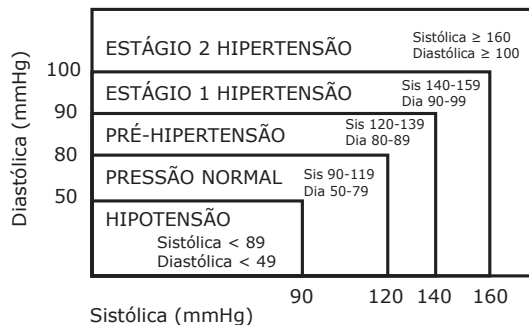 Diastólica (mmHg)
ESTÁGIO 2 HIPERTENSÃO
Sistólica ≥ 160
Diastólica ≥ 100
100
ESTÁGIO 1 HIPERTENSÃO
Sis 140-159
Dia 90-99
90
PRÉ-HIPERTENSÃO
Sis 120-139
Dia 80-89
80
PRESSÃO NORMAL
Sis 90-119
Dia 50-79
50
HIPOTENSÃO
Sistólica < 89
Diastólica < 49
90 120 140 160
Sistólica (mmHg)